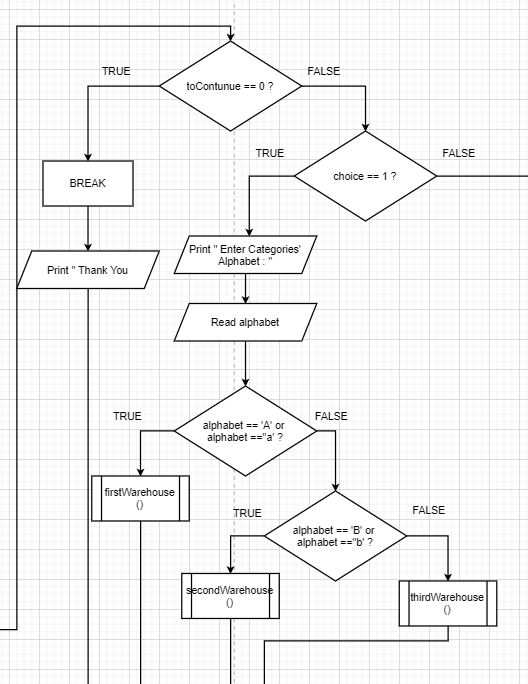 TRUE
FALSE
toContunue == 0 ?
TRUE
FALSE
choice == 1 ?
BREAK
Print " Enter Categories'
Alphabet : "
Print " Thank You
Read alphabet
TRUE
FALSE
alphabet == 'A' or
alphabet =="a' ?
firstWarehouse
()
TRUE
FALSE
alphabet == 'B' or
alphabet =="b' ?
secondWarehouse
()
thirdWarehouse
()